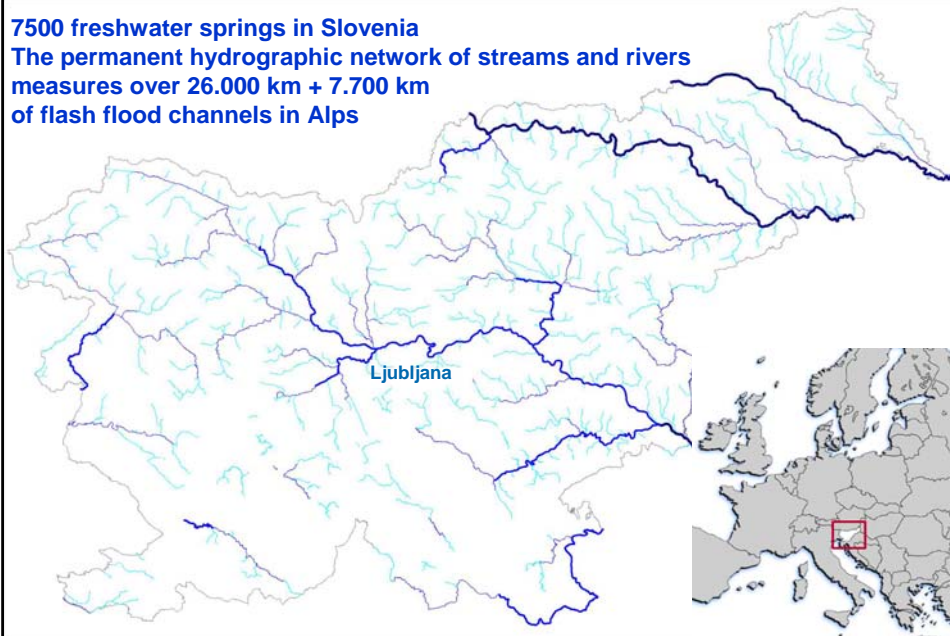 7500 freshwater springs in Slovenia
The permanent hydrographic network of streams and rivers
measures over 26.000 km + 7.700 km
of flash flood channels in Alps
Ljubljana